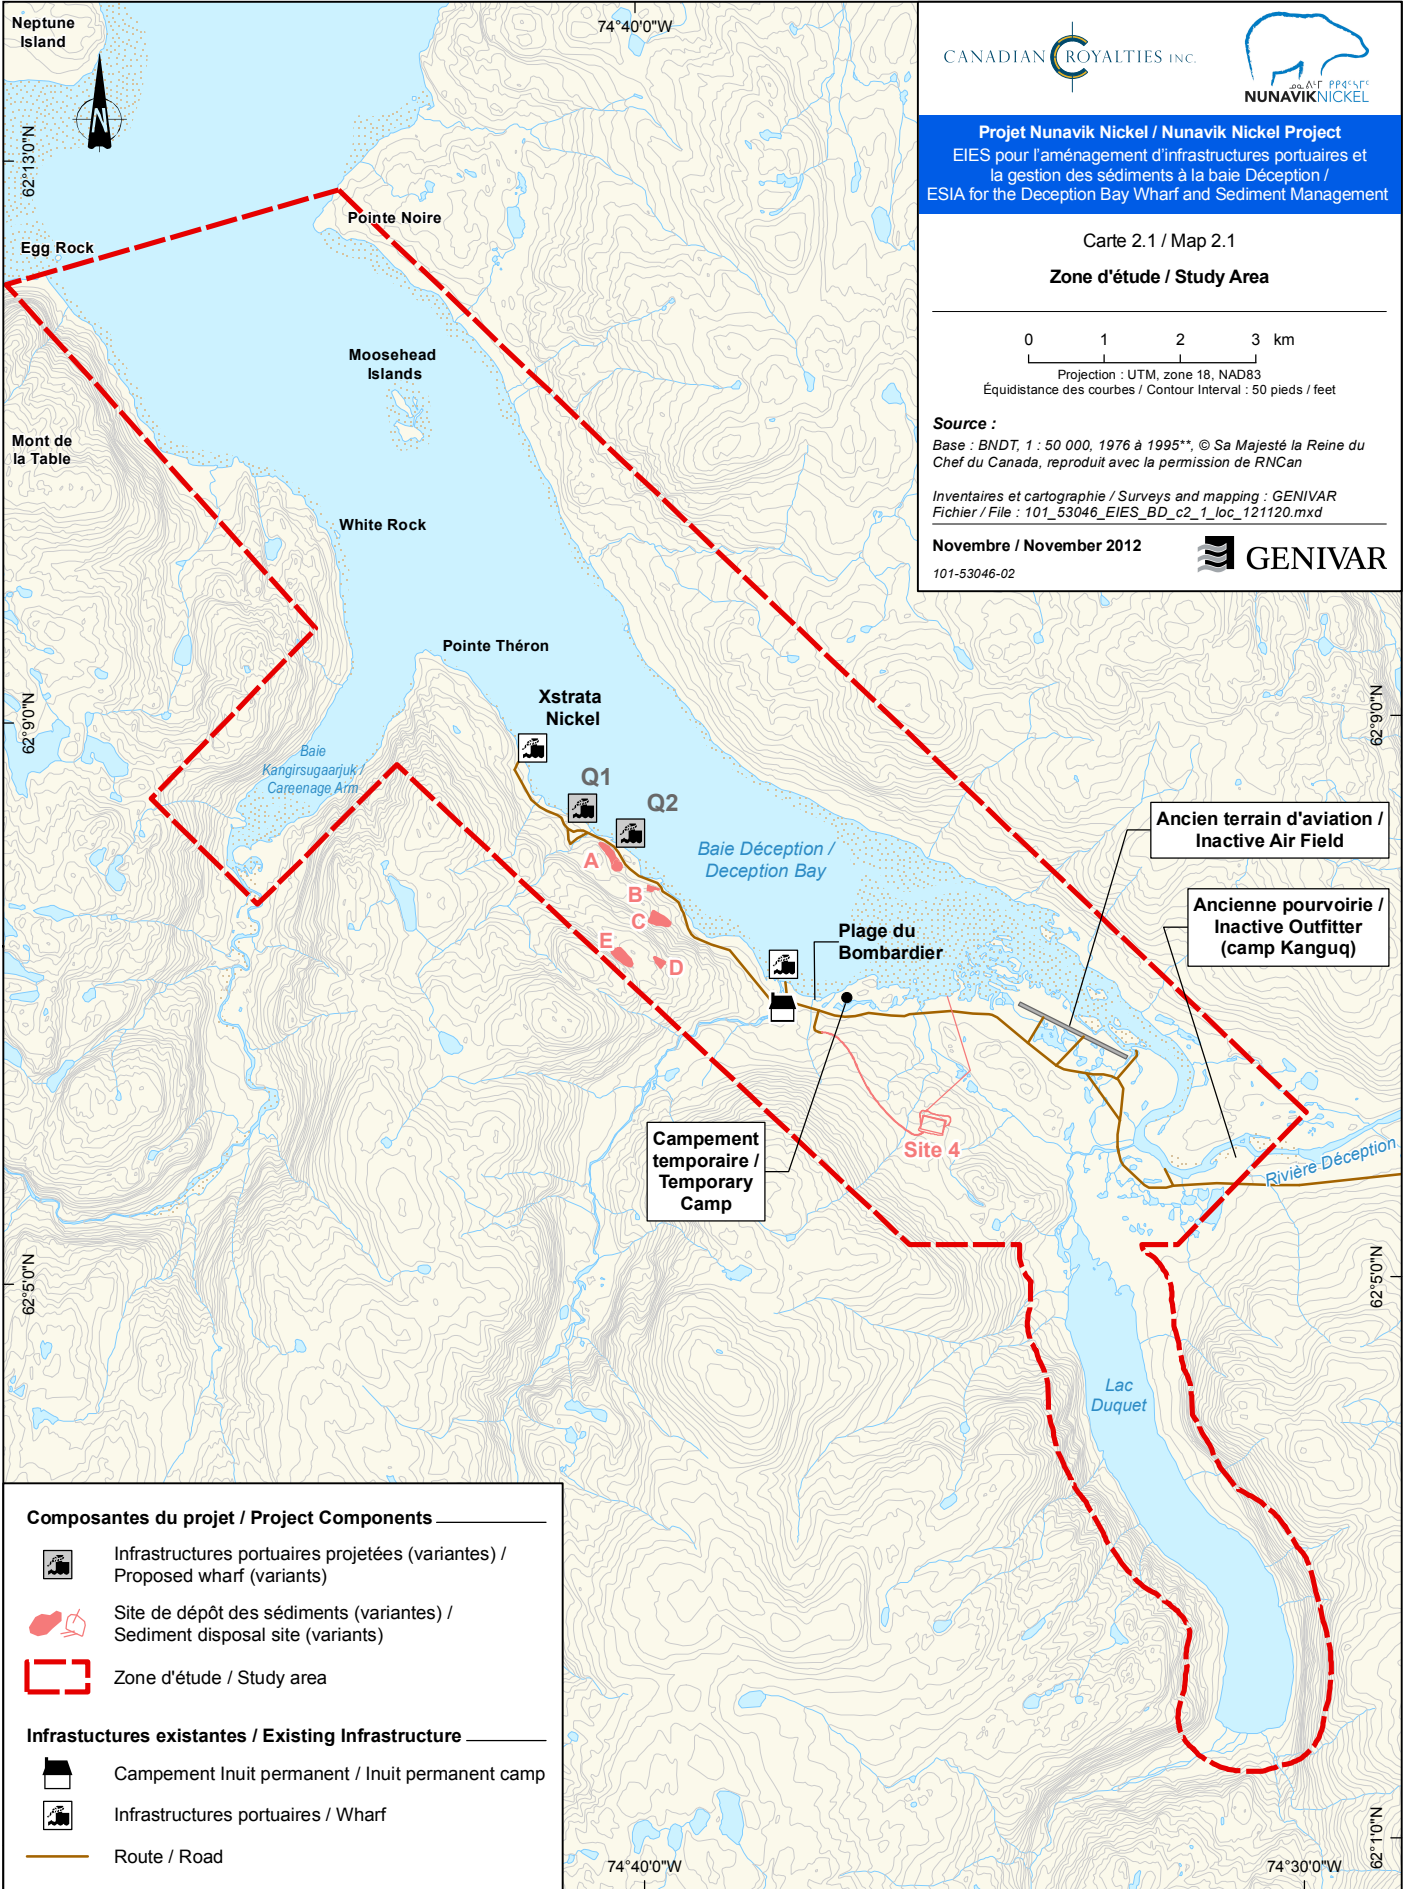 Neptune
Island
74°40'0"W
N
62°13'0"N
Pointe Noire
Egg Rock
Moosehead
Islands
Mont de
la Table
White Rock
Pointe Théron
Xstrata
Nickel
62°9'0"N
62°9'0"N
Baie
Kangirsugaarjuk /
Careenage Arm
Q1
Q2
Baie Déception /
Deception Bay
A
B
C
E
D
Ancien terrain d'aviation /
Inactive Air Field
Ancienne pourvoirie /
Inactive Outfitter
(camp Kanguq)
Plage du
Bombardier
Campement
temporaire /
Temporary
Camp
Site 4
Rivière Déception
62°5'0"N
62°5'0"N
Lac
Duquet
62°1'0"N
74°40'0"W
74°30'0"W
CANADIAN ROYALTIES INC.
NUNAVIKNICKEL
Projet Nunavik Nickel / Nunavik Nickel Project
EIES pour l'aménagement d'infrastructures portuaires et
la gestion des sédiments à la baie Déception /
ESIA for the Deception Bay Wharf and Sediment Management
Carte 2.1 / Map 2.1
Zone d'étude / Study Area
0 1 2 3 km
Projection : UTM, zone 18, NAD83
Équidistance des courbes / Contour Interval : 50 pieds / feet
Source :
Base : BNDT, 1 : 50 000, 1976 à 1995**, © Sa Majesté la Reine du
Chef du Canada, reproduit avec la permission de RNCan
Inventaires et cartographie / Surveys and mapping : GENIVAR
Fichier / File : 101_53046_EIES_BD_c2_1_loc_121120.mxd
Novembre / November 2012
101-53046-02
GENIVAR
Composantes du projet / Project Components
Infrastructures portuaires projetées (variantes) /
Proposed wharf (variants)
Site de dépôt des sédiments (variantes) /
Sediment disposal site (variants)
Zone d'étude / Study area
Infrastuctures existantes / Existing Infrastructure
Campement Inuit permanent / Inuit permanent camp
Infrastructures portuaires / Wharf
Route / Road